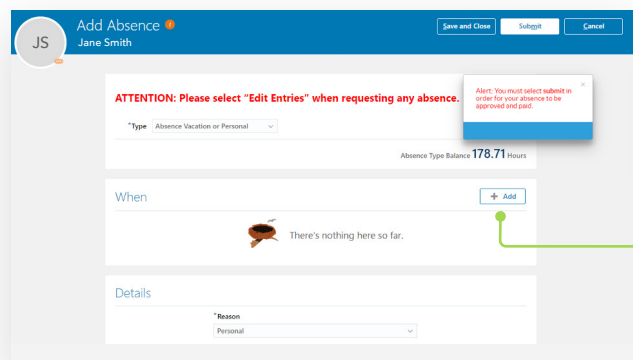 JS
Add Absence
Jane Smith
Save and Close
Submit
Cancel
ATTENTION: Please select "Edit Entries" when requesting any absence.
Alert: You must select submit in
order for your absence to be
approved and paid.
*Type Absence Vacation or Personal
Absence Type Balance 178.71 Hours
When
+ Add
There's nothing here so far.
Details
*Reason
Personal